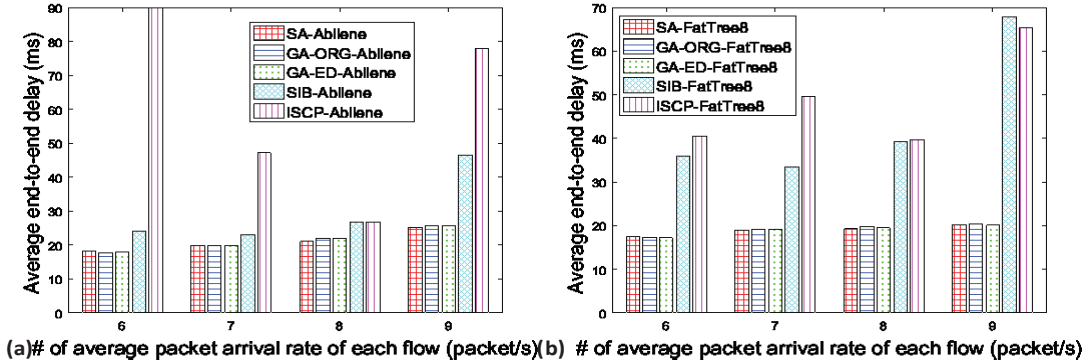 Average end-to-end delay (ms)
90
80
70
60
50
40
30
20
10
0
SA-Abilene
GA-ORG-Abilene
GA-ED-Abilene
SIB-Abilene
ISCP-Abilene
6 7 8 9
(a) # of average packet arrival rate of each flow (packet/s)
Average end-to-end delay (ms)
70
60
50
40
30
20
10
0
SA-FatTree8
GA-ORG-FatTree8
GA-ED-FatTree8
SIB-FatTree8
ISCP-FatTree8
6 7 8 9
(b) # of average packet arrival rate of each flow (packet/s)